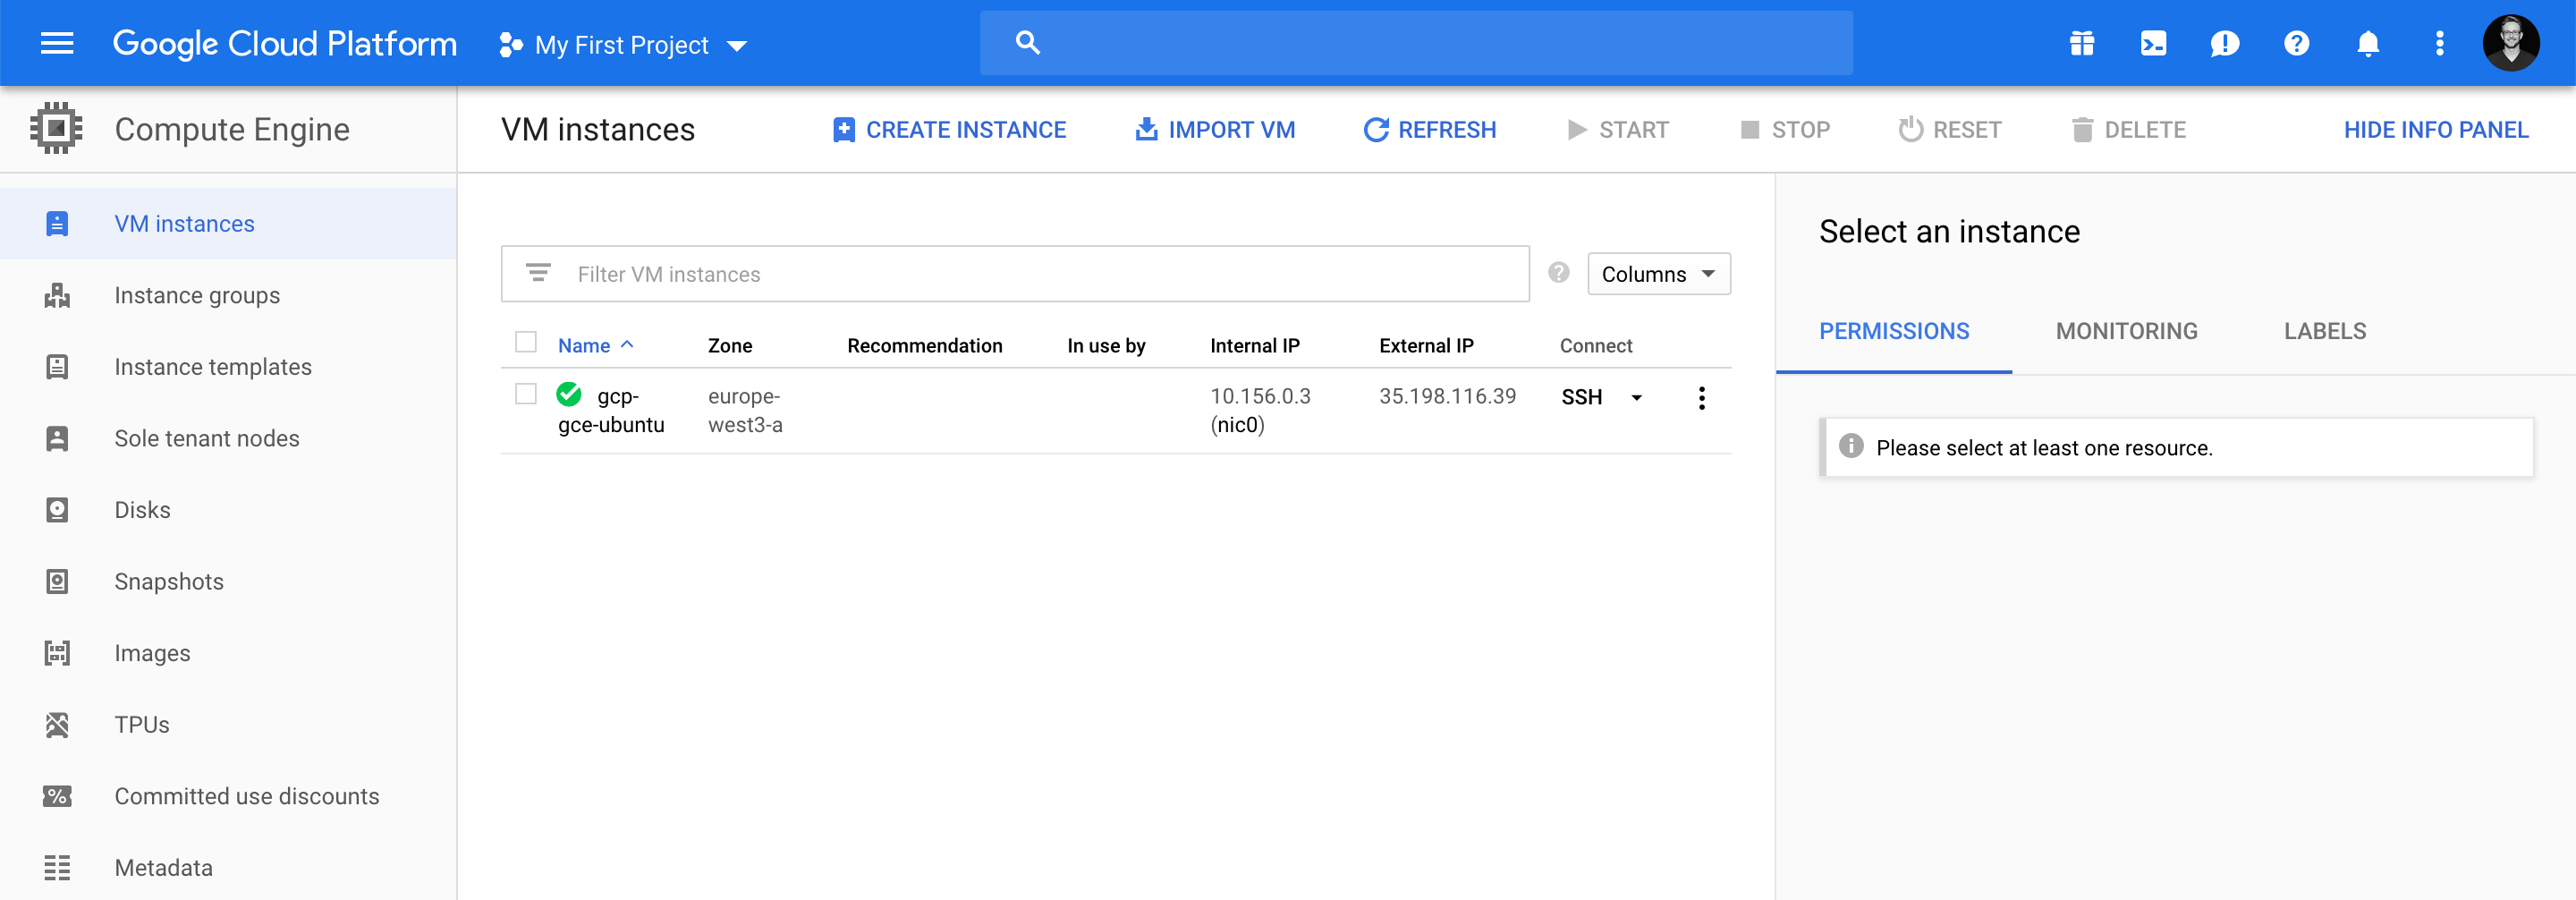 Google Cloud Platform My First Project
Compute Engine
VM instances CREATE INSTANCE IMPORT VM REFRESH START STOP RESET DELETE HIDE INFO PANEL
VM instances
Instance groups
Instance templates
Sole tenant nodes
Disks
Snapshots
Images
TPUs
Committed use discounts
Metadata
Filter VM instances Columns
Name Zone Recommendation In use by Internal IP External IP Connect
gcp- europe- 10.156.0.3 35.198.116.39 SSH
gce-ubuntu west3-a (nic0)
Select an instance
PERMISSIONS MONITORING LABELS
Please select at least one resource.